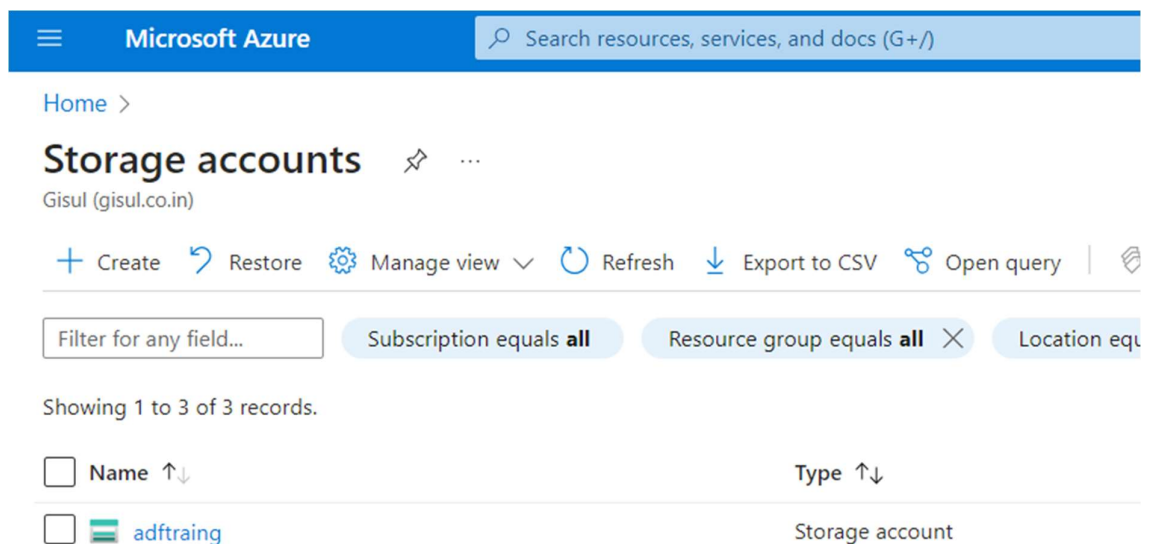 Microsoft Azure Search resources, services, and docs (G+/)
Home >
Storage accounts ...
Gisul (gisul.co.in)
Create Restore Manage view Refresh Export to CSV Open query
Filter for any field... Subscription equals all Resource group equals all Location
Showing 1 to 3 of 3 records.
Name Type
adftraing Storage account